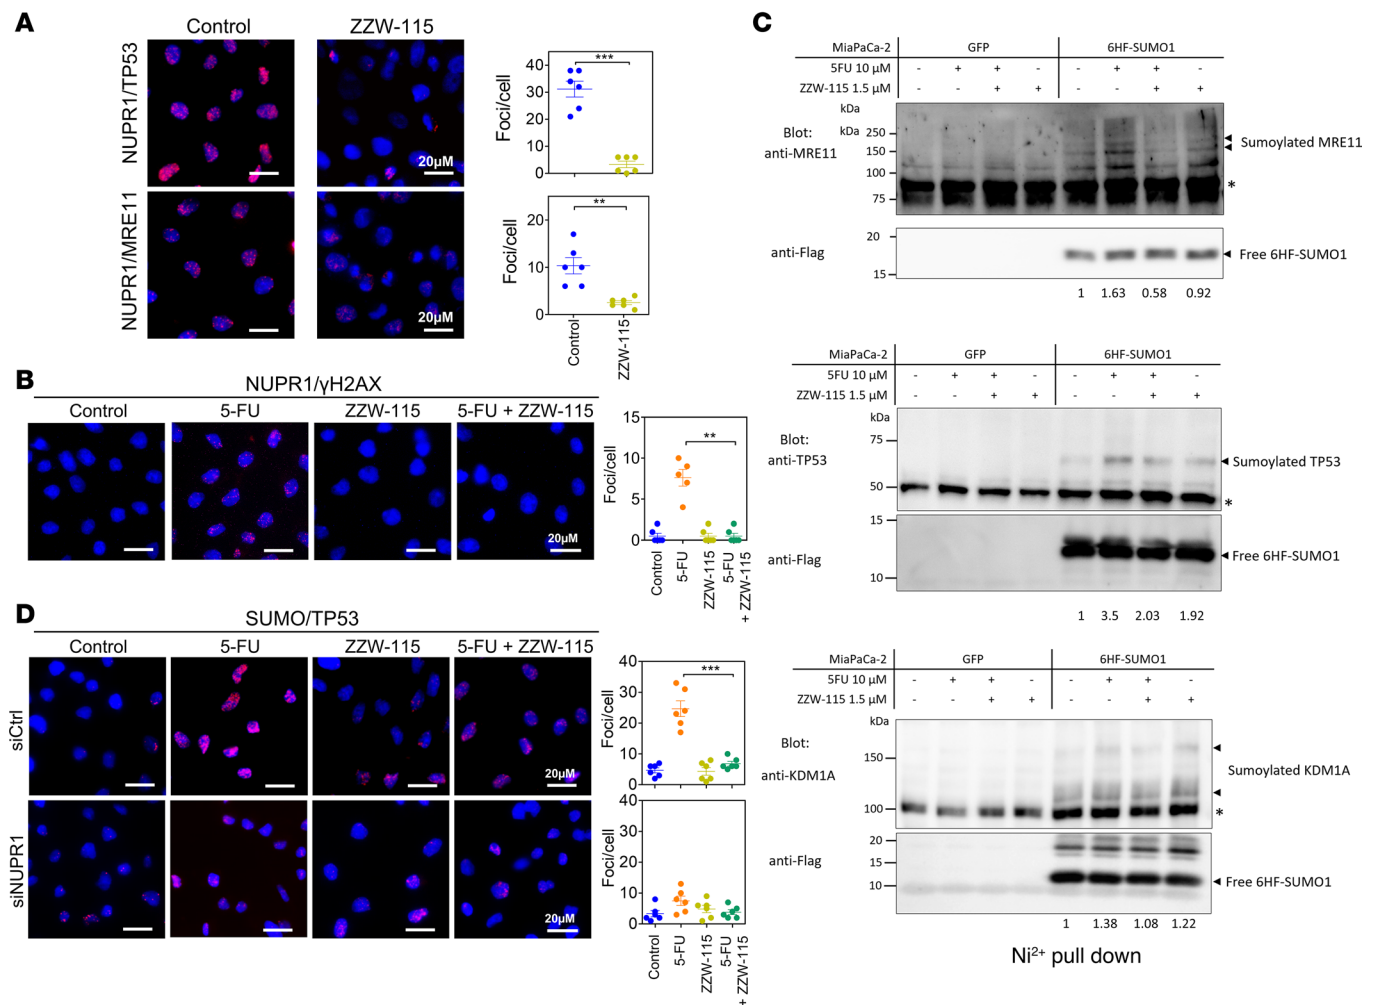 A
Control
ZZW-115
NUPR1/TP53
20µM
Foci/cell
40
30
20
10
0
***
NUPR1/MRE11
20µM
Foci/cell
20
10
0
**
Control
ZZW-115
B
NUPR1/γH2AX
Control
5-FU
ZZW-115
5-FU + ZZW-115
20µM
Foci/cell
15
10
5
0
**
Control
5-FU
ZZW-115
5-FU
+ ZZW-115
D
SUMO/TP53
Control
5-FU
ZZW-115
5-FU + ZZW-115
siCtrl
20µM
Foci/cell
40
30
20
10
0
***
siNUPR1
20µM
Foci/cell
40
30
20
10
0
Control
5-FU
ZZW-115
5-FU
+ ZZW-115
C
MiaPaCa-2 GFP 6HF-SUMO1
5FU 10 µM - + + - - + + -
ZZW-115 1.5 µM - - + + - - + +
kDa
Blot: kDa 250
anti-MRE11 150
100
75
Sumoylated MRE11
*
20
anti-Flag
15
Free 6HF-SUMO1
1 1.63 0.58 0.92
MiaPaCa-2 GFP 6HF-SUMO1
5FU 10 µM - + + - - + + -
ZZW-115 1.5 µM - - + + - - + +
kDa
75
Blot:
anti-TP53
50
Sumoylated TP53
*
15
anti-Flag
10
Free 6HF-SUMO1
1 3.5 2.03 1.92
MiaPaCa-2 GFP 6HF-SUMO1
5FU 10 µM - + + - - + + -
ZZW-115 1.5 µM - - + + - - + +
kDa
Blot:
150
anti-KDM1A
100
Sumoylated KDM1A
*
20
15
anti-Flag
10
Free 6HF-SUMO1
1 1.38 1.08 1.22
Ni2+ pull down